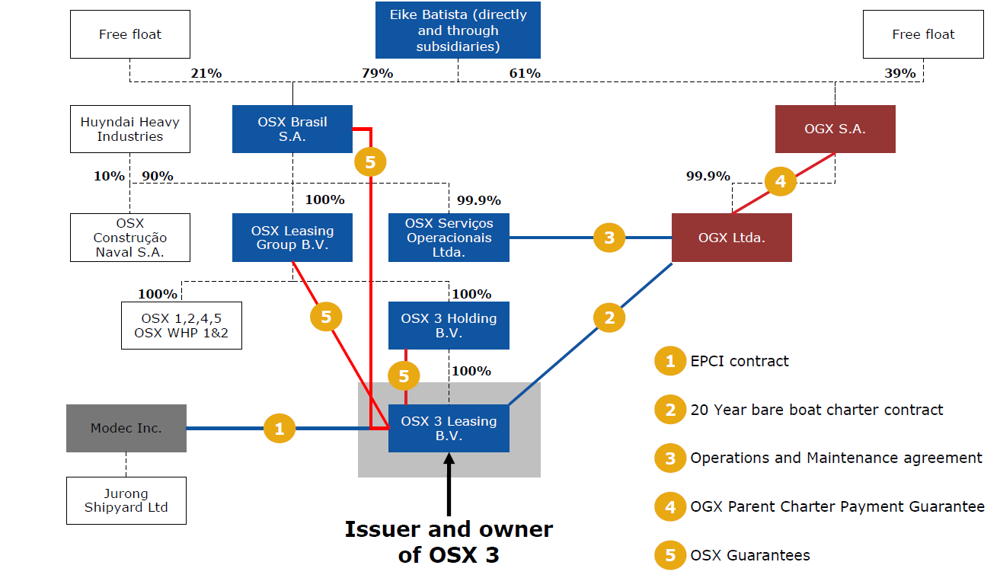 Free float
Eike Batista (directly
and through
subsidiaries)
Free float
21%
79%
61%
39%
Huyndai Heavy
Industries
OSX Brasil
S.A.
OGX S.A.
5
4
10%
90%
99.9%
100%
99.9%
OSX
Construção
Naval S.A.
OSX Leasing
Group B.V.
OSX Serviços
Operacionais
Ltda.
3
OGX Ltda.
100%
100%
OSX 1,2,4,5
OSX WHP 1&2
5
OSX 3 Holding
B.V.
2
5
100%
Modec Inc.
1
OSX 3 Leasing
B.V.
Jurong
Shipyard Ltd
Issuer and owner
of OSX 3
1 EPCI contract
2 20 Year bare boat charter contract
3 Operations and Maintenance agreement
4 OGX Parent Charter Payment Guarantee
5 OSX Guarantees